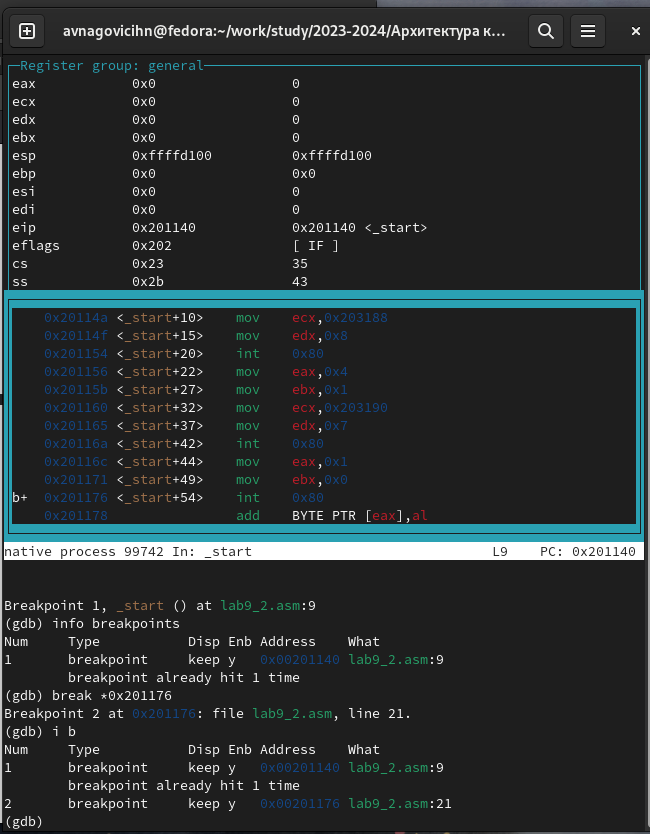 avnagovicihn@fedora:~/work/study/2023-2024/Архитектура к...
Register group: general
eax 0x0 0
ecx 0x0 0
edx 0x0 0
ebx 0x0 0
esp 0xffffd100 0xffffd100
ebp 0x0 0x0
esi 0x0 0
edi 0x0 0
eip 0x201140 0x201140 <_start>
eflags 0x202 [ IF ]
cs 0x23 35
ss 0x2b 43
0x20114a <_start+10> mov ecx,0x203188
0x20114f <_start+15> mov edx,0x8
0x201154 <_start+20> int 0x80
0x201156 <_start+22> mov eax,0x4
0x20115b <_start+27> mov ebx,0x1
0x201160 <_start+32> mov ecx,0x203190
0x201165 <_start+37> mov edx,0x7
0x20116a <_start+42> int 0x80
0x20116c <_start+44> mov eax,0x1
0x201171 <_start+49> mov ebx,0x0
b+ 0x201176 <_start+54> int 0x80
0x201178 add BYTE PTR [eax],al
native process 99742 In: _start L9 PC: 0x201140
Breakpoint 1, _start () at lab9_2.asm:9
(gdb) info breakpoints
Num Type Disp Enb Address What
1 breakpoint keep y 0x00201140 lab9_2.asm:9
breakpoint already hit 1 time
(gdb) break *0x201176
Breakpoint 2 at 0x201176: file lab9_2.asm, line 21.
(gdb) i b
Num Type Disp Enb Address What
1 breakpoint keep y 0x00201140 lab9_2.asm:9
breakpoint already hit 1 time
2 breakpoint keep y 0x00201176 lab9_2.asm:21
(gdb)